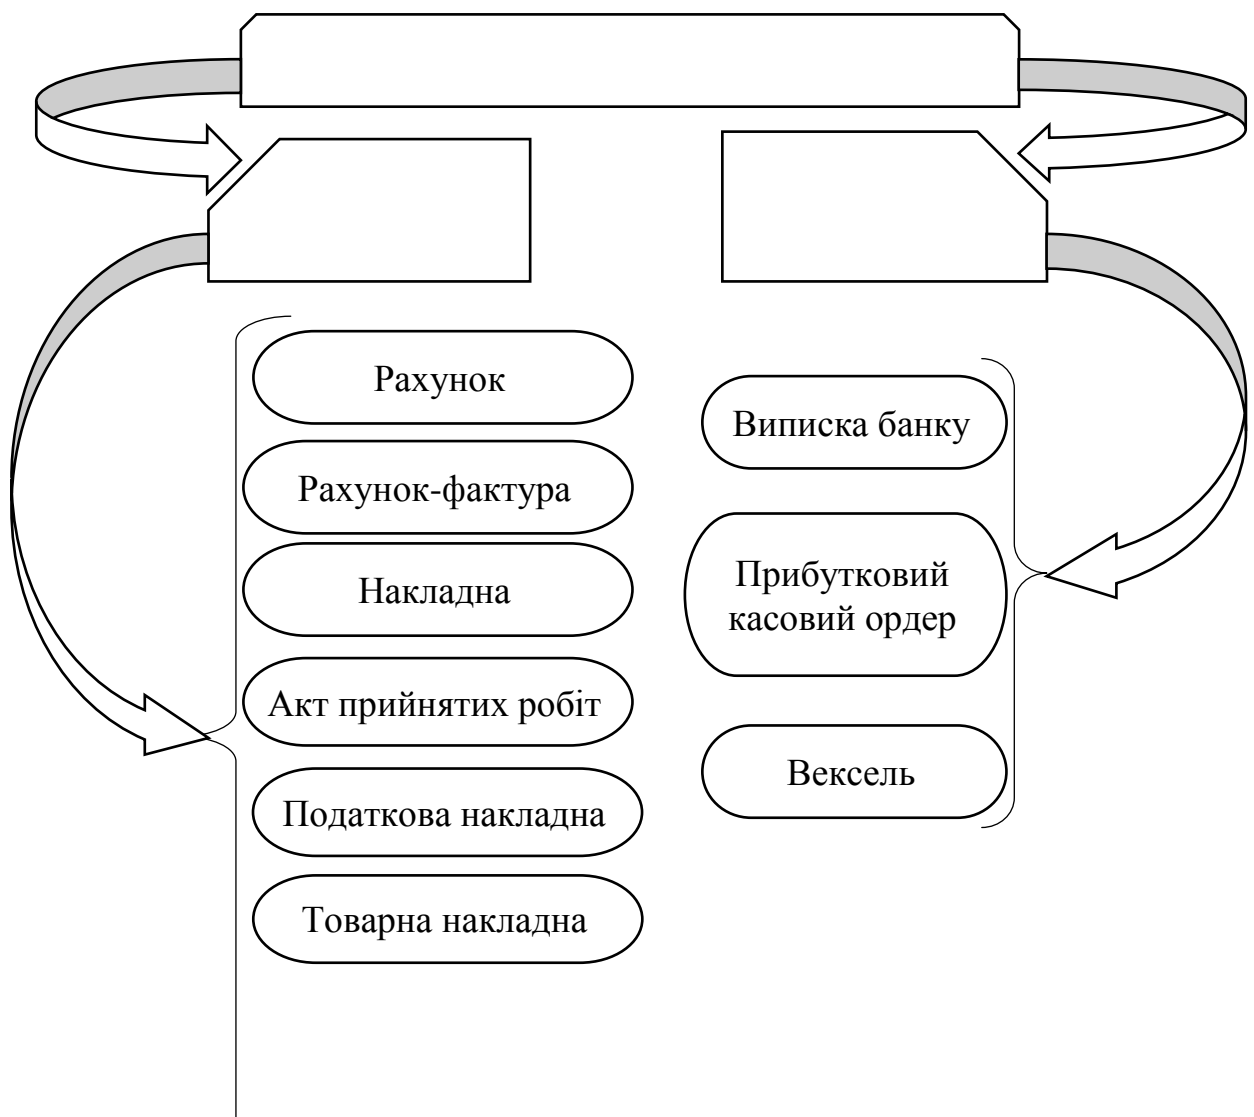 Рахунок
Рахунок-фактура
Накладна
Акт прийнятих робіт
Податкова накладна
Товарна накладна
Виписка банку
Прибутковий
касовий ордер
Вексель